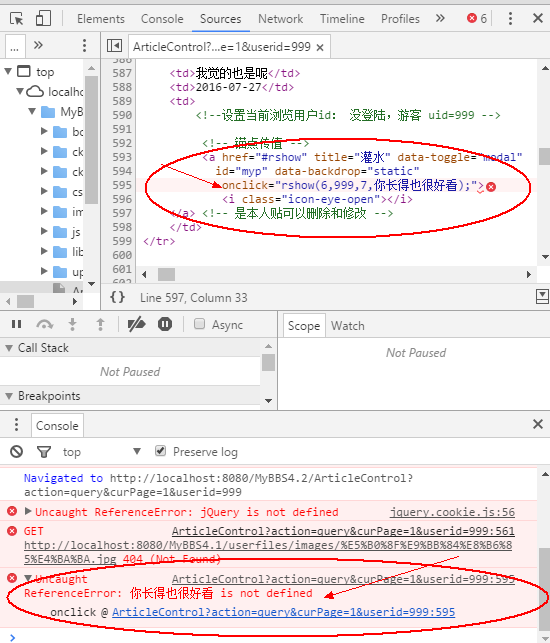 Elements Console Sources Network Timeline Profiles » 6
... » ArticleControl?...e=1&userid=999 ×
top
localho
MyBB
bo
ck
ck
cs
im
js
lib
up
587 <td>我觉的也是呢</td>
588 <td>2016-07-27</td>
589 <td>
590 <!--设置当前浏览用户id: 没登陆，游客 uid=999 -->
591
592 <!-- 锚点传值 -->
593 <a href="#rshow" title="灌水" data-toggle="modal"
594 id="myp" data-backdrop="static"
595 onclick="rshow(6,999,7,你长得也很好看);">
596 <i class="icon-eye-open"></i>
597 </a> <!-- 是本人贴可以删除和修改 -->
598 </td>
599 </tr>
600
601
602
{} Line 597, Column 33
Async
Scope Watch
Call Stack
Not Paused
Not Paused
Breakpoints
Console
top Preserve log
Navigated to http://localhost:8080/MyBBS4.2/ArticleControl?
action=query&curPage=1&userid=999
Uncaught ReferenceError: jQuery is not defined jquery.cookie.js:56
GET ArticleControl?action=query&curPage=1&userid=999:561
http://localhost:8080/MyBBS4.1/userfiles/images/%E5%B0%8F%E9%BB%84%E8%B6%8
5%E4%BA%BA.jpg 404 (Not Found)
Uncaught ArticleControl?action=query&curPage=1&userid=999:595
ReferenceError: 你长得也很好看 is not defined
onclick @ ArticleControl?action=query&curPage=1&userid=999:595